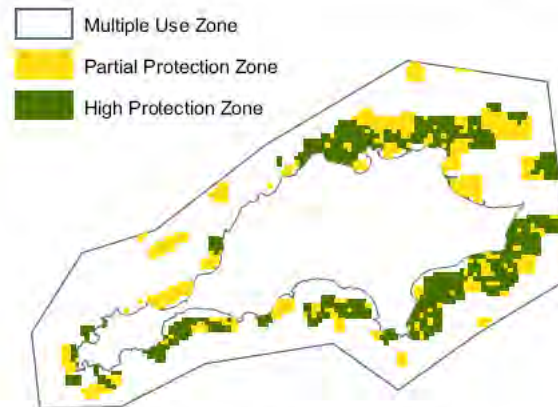 Multiple Use Zone
Partial Protection Zone
High Protection Zone